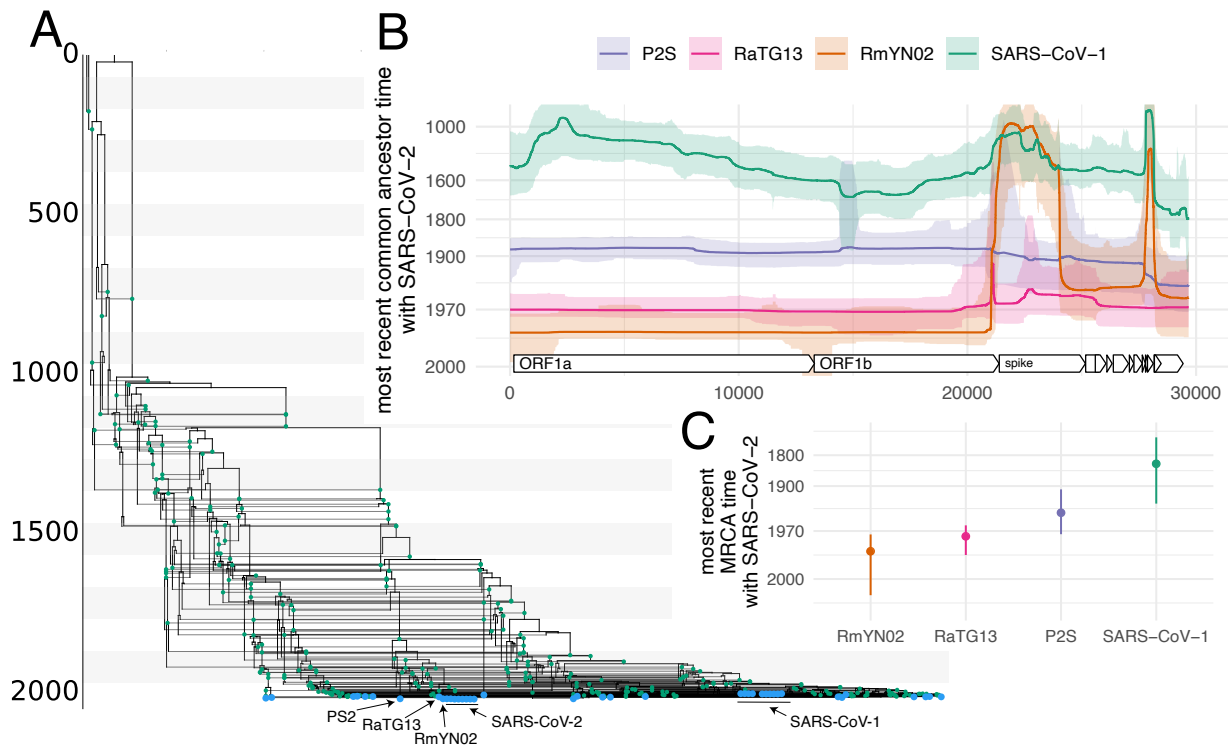 A
0
500
1000
1500
2000
PS2
RaTG13
RmYN02
SARS-CoV-2
SARS-CoV-1
B
P2S
RaTG13
RmYN02
SARS−CoV−1
most recent common ancestor time
with SARS−CoV−2
1000
1600
1800
1900
1970
2000
ORF1a
ORF1b
spike
0
10000
20000
30000
C
most recent
MRCA time
with SARS−CoV−2
1800
1900
1970
2000
RmYN02
RaTG13
P2S
SARS−CoV−1